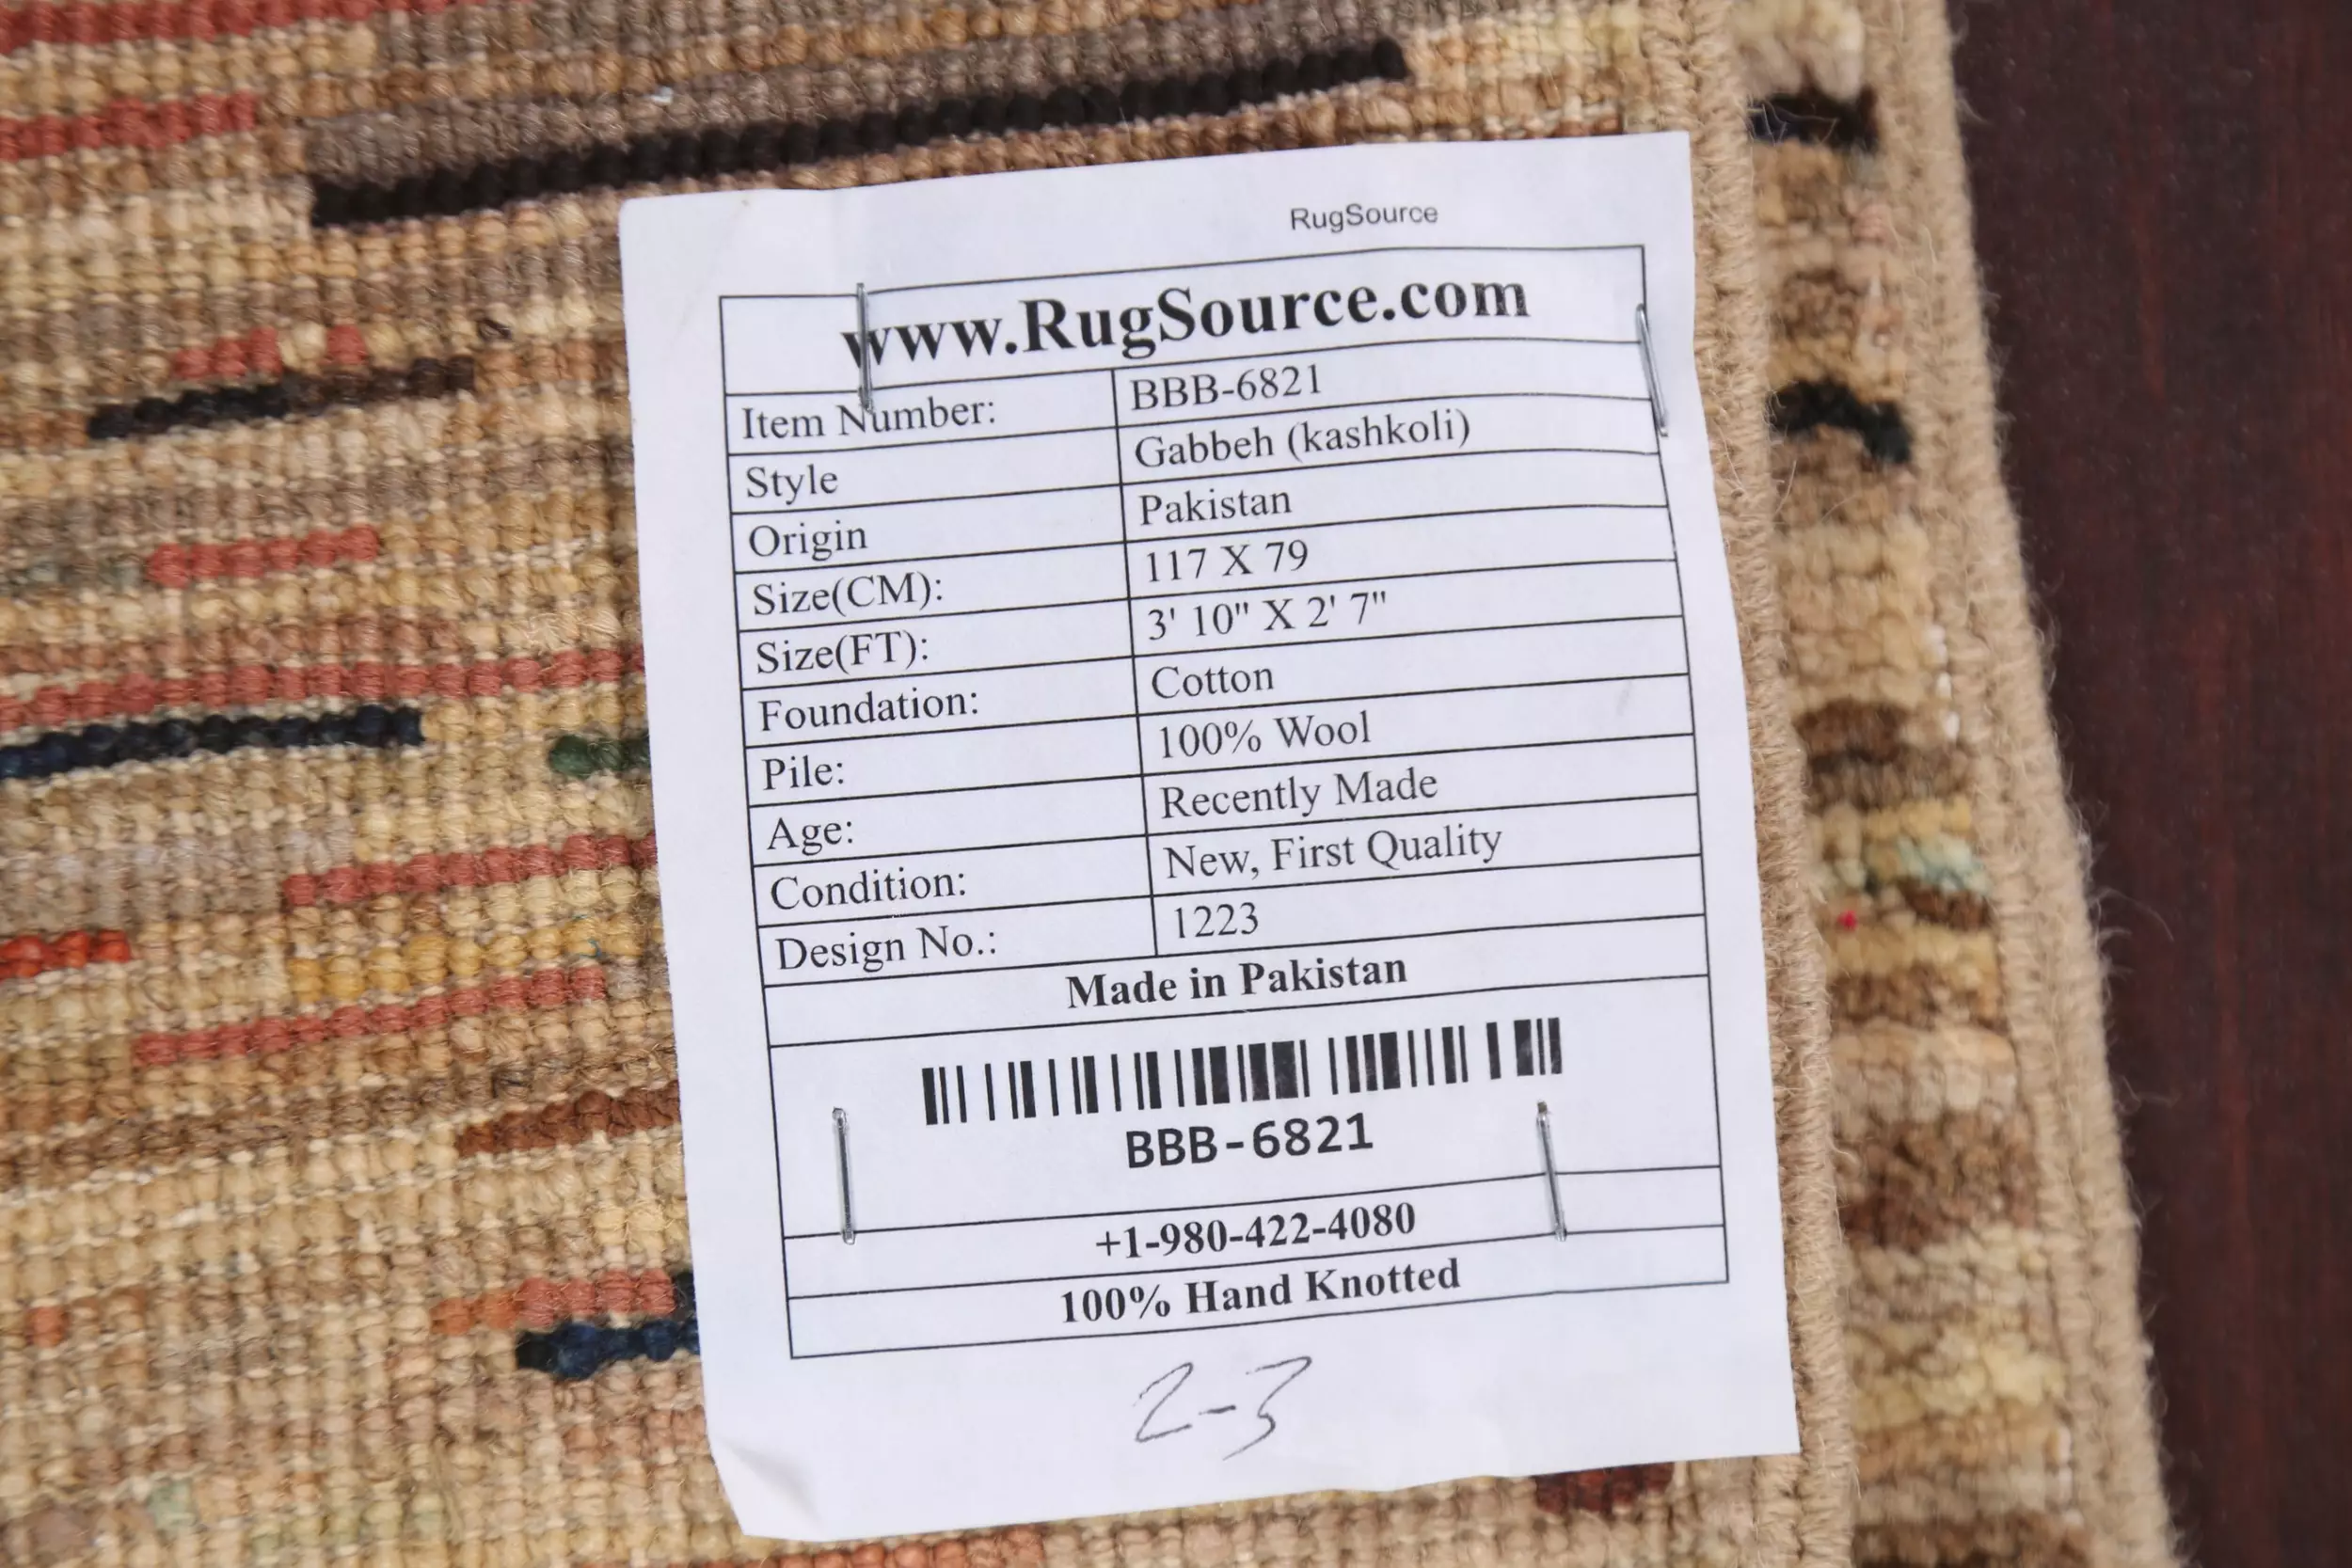 RugSource
www.RugSource.com
Item Number: BBB-6821
Style Gabbeh (kashkoli)
Origin Pakistan
Size(CM): 117 X 79
Size(FT): 3' 10" X 2' 7"
Foundation: Cotton
Pile: 100% Wool
Age: Recently Made
Condition: New, First Quality
Design No.: 1223
Made in Pakistan
BBB-6821
+1-980-422-4080
100% Hand Knotted
2-3